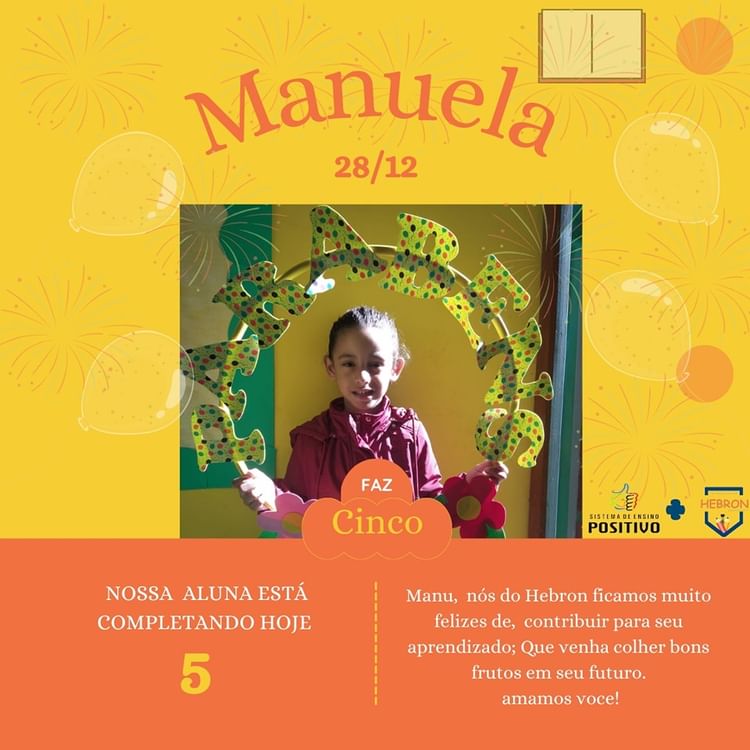 Manuela
28/12
PARABENS
FAZ
Cinco
SISTEMA DE ENSINO
POSITIVO
HEBRON
NOSSA ALUNA ESTÁ
COMPLETANDO HOJE
5
Manu, nós do Hebron ficamos muito
felizes de, contribuir para seu
aprendizado; Que venha colher bons
frutos em seu futuro.
amamos voce!